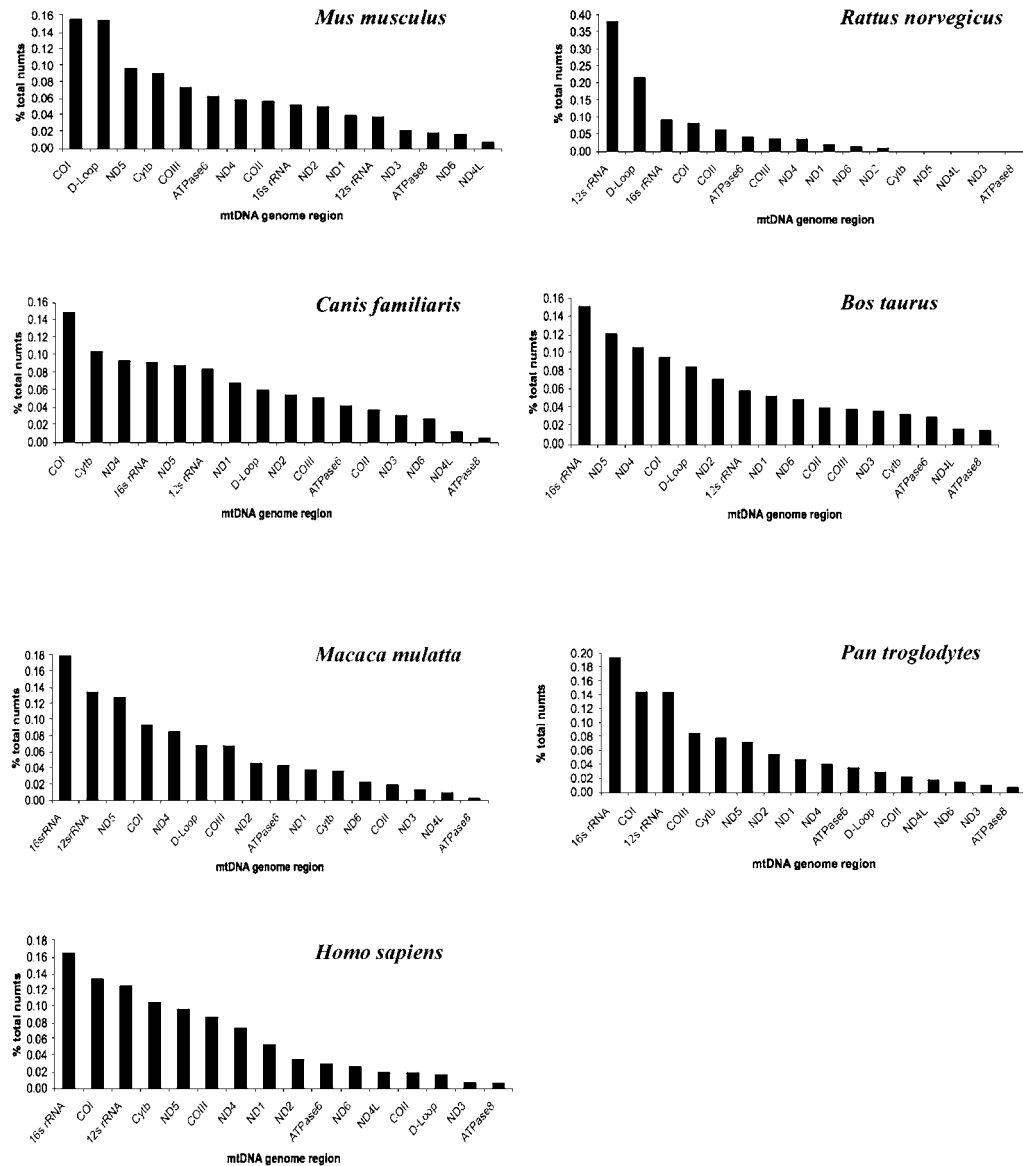 Mus musculus
% total numts
0.16
0.14
0.12
0.10
0.08
0.06
0.04
0.02
0.00
COI D-Loop ND5 Cytb COIII ATPase6 ND4 COII 16s rRNA ND2 ND1 12s rRNA ND3 ATPase8 ND6 ND4L
mtDNA genome region
Rattus norvegicus
% total numts
0.40
0.35
0.30
0.25
0.20
0.15
0.10
0.05
0.00
12s rRNA D-Loop 16s rRNA COI COII ATPase6 COIII ND4 ND1 ND6 ND2 Cytb ND5 ND4L ND3 ATPase8
mtDNA genome region
Canis familiaris
% total numts
0.16
0.14
0.12
0.10
0.08
0.06
0.04
0.02
0.00
COI Cytb ND4 16s rRNA ND5 12s rRNA ND1 D-Loop ND2 COIII ATPase6 COII ND3 ND6 ND4L ATPase8
mtDNA genome region
Bos taurus
% total numts
0.16
0.14
0.12
0.10
0.08
0.06
0.04
0.02
0.00
16s rRNA ND5 ND4 COI D-Loop ND2 12s rRNA ND1 ND6 COII COIII ND3 Cytb ATPase6 ND4L ATPase8
mtDNA genome region
Macaca mulatta
% total numts
0.18
0.16
0.14
0.12
0.10
0.08
0.06
0.04
0.02
0.00
16srRNA 12srRNA ND5 COI ND4 D-Loop COIII ND2 ATPase6 ND1 Cytb ND6 COII ND3 ND4L
mtDNA genome region
Pan troglodytes
% total numts
0.20
0.18
0.16
0.14
0.12
0.10
0.08
0.06
0.04
0.02
0.00
16s rRNA COI 12s rRNA COIII Cytb ND5 ND2 ND1 ND4 ATPase6 D-Loop COII ND4L ND6 ND3 ATPase8
mtDNA genome region
Homo sapiens
% total numts
0.18
0.16
0.14
0.12
0.10
0.08
0.06
0.04
0.02
0.00
16s rRNA COI 12s rRNA Cytb ND5 COIII ND4 ND1 ND2 ATPase6 ND6 ND4L COII D-Loop ND3 ATPase8
mtDNA genome region